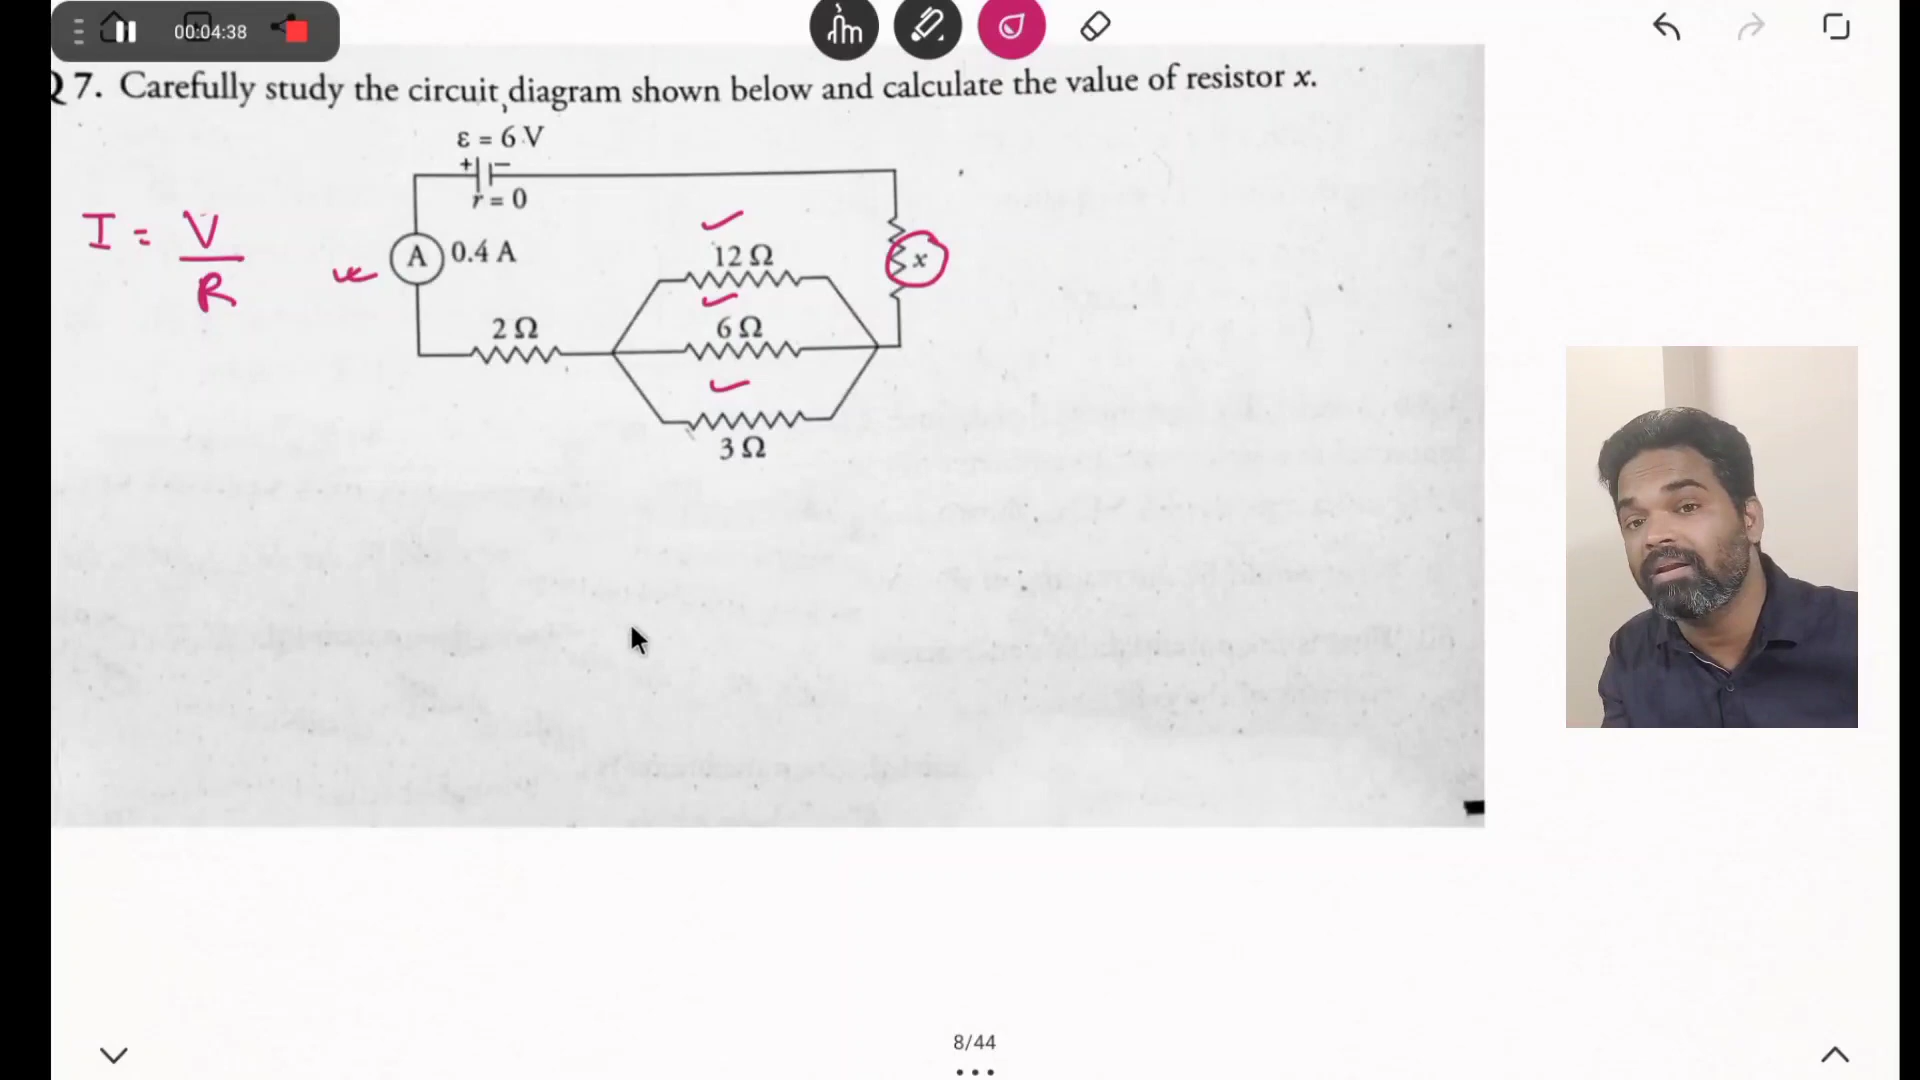 00:04:38
7. Carefully study the circuit diagram shown below and calculate the value of resistor x.
ε = 6 V
+ −
r = 0
I = V/R
A 0.4 A
12 Ω
x
2 Ω
6 Ω
3 Ω
8/44